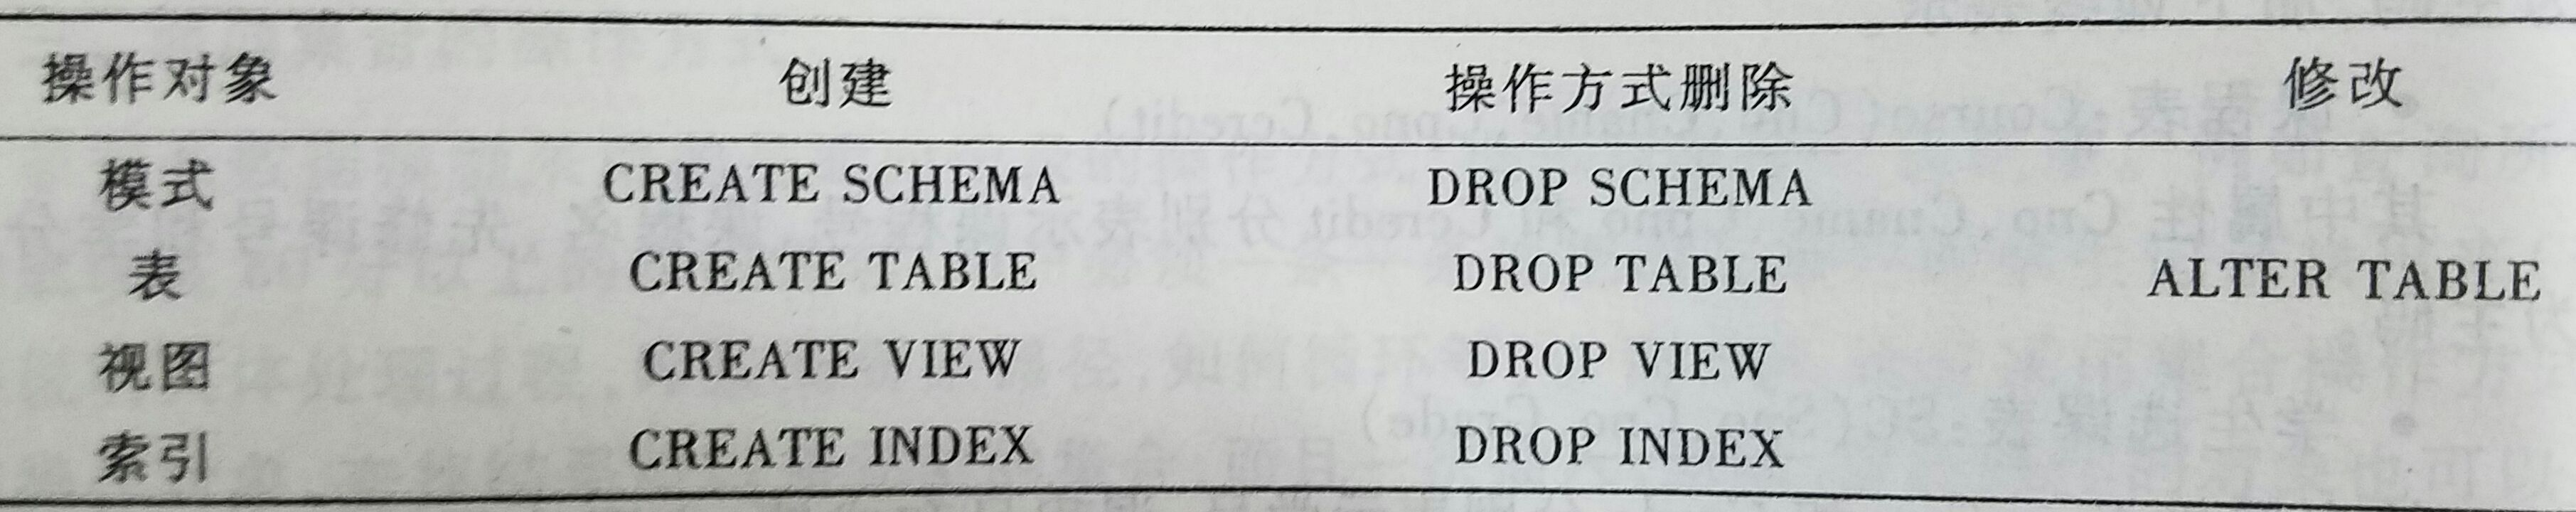 操作对象 创建 操作方式删除 修改
模式 CREATE SCHEMA DROP SCHEMA
表 CREATE TABLE DROP TABLE ALTER TABLE
视图 CREATE VIEW DROP VIEW
索引 CREATE INDEX DROP INDEX